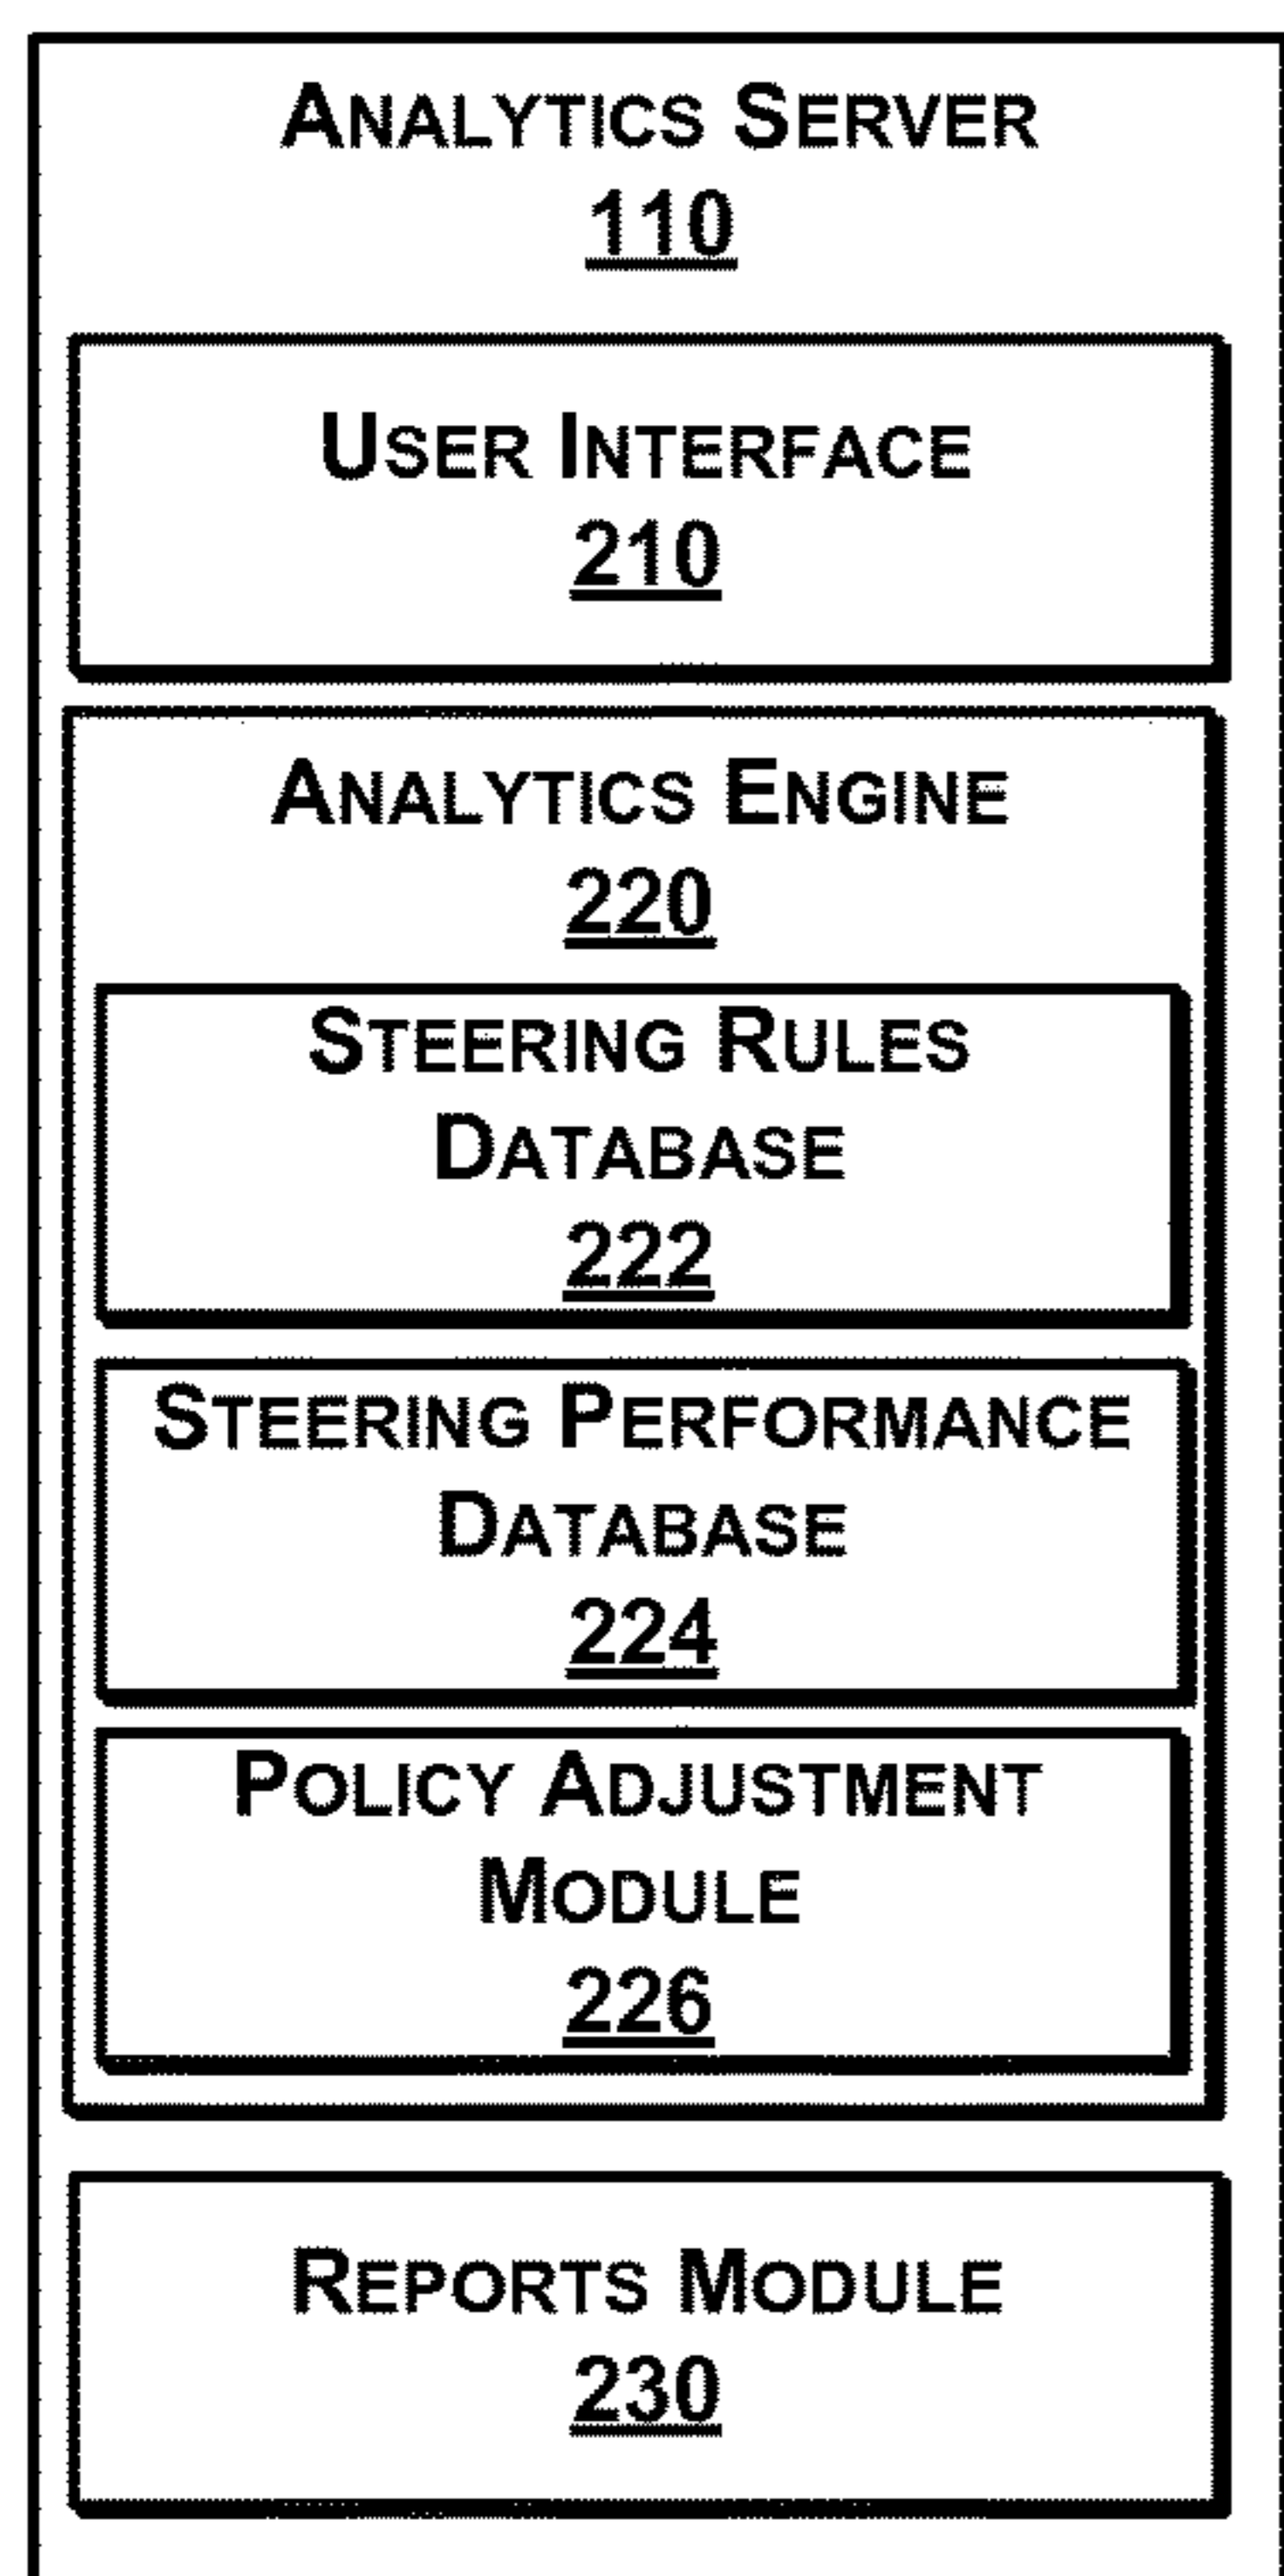 ANALYTICS SERVER
110
USER INTERFACE
210
ANALYTICS ENGINE
220
STEERING RULES
DATABASE
222
STEERING PERFORMANCE
DATABASE
224
POLICY ADJUSTMENT
MODULE
226
REPORTS MODULE
230